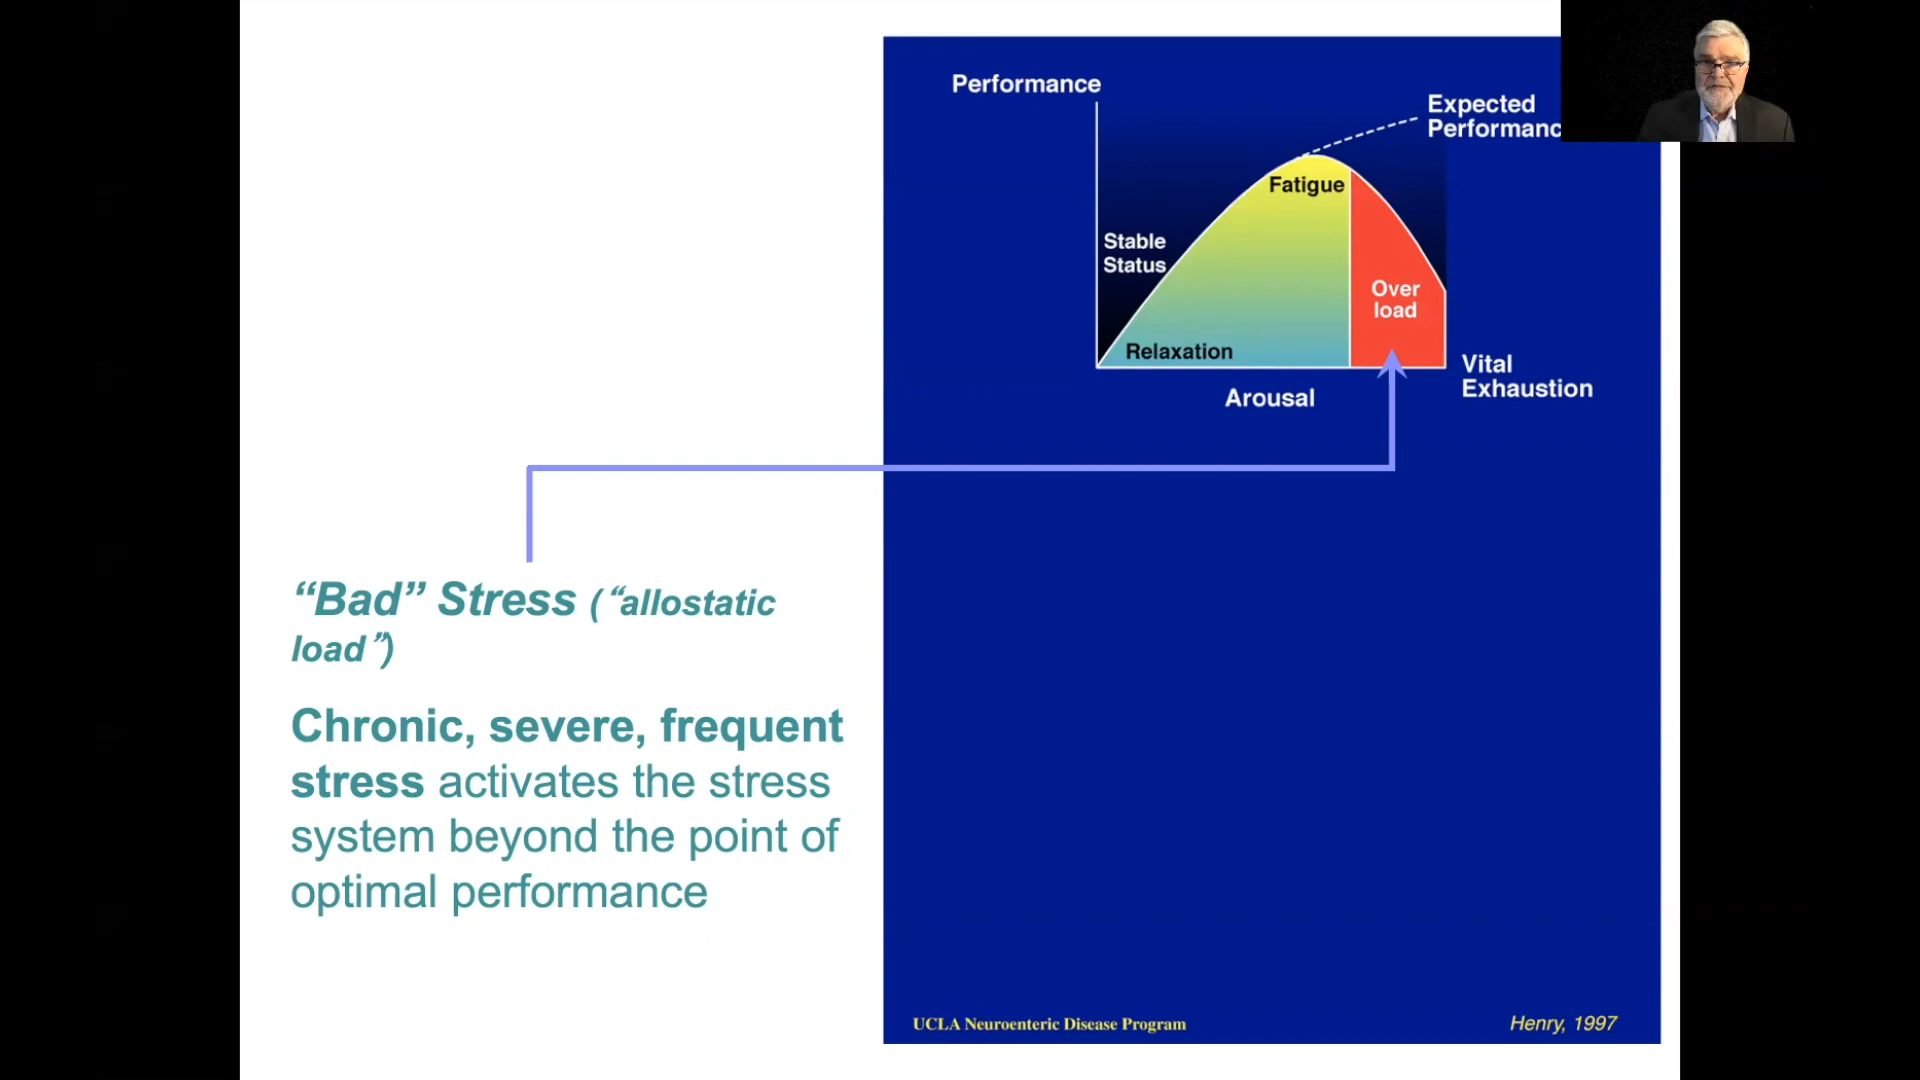 Performance
Expected
Performanc
Fatigue
Stable
Status
Over
load
Relaxation
Vital
Exhaustion
Arousal
“Bad” Stress (“allostatic
load”)
Chronic, severe, frequent
stress activates the stress
system beyond the point of
optimal performance
UCLA Neuroenteric Disease Program
Henry, 1997